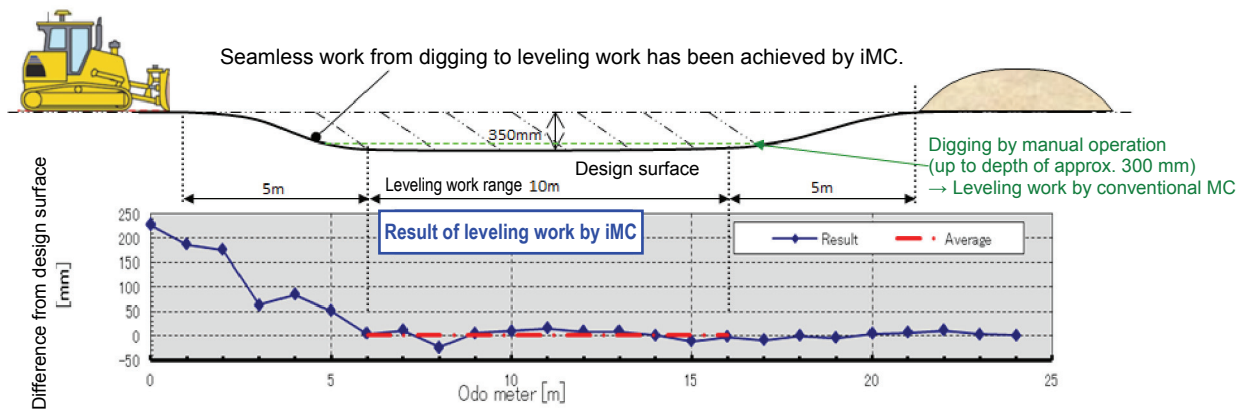 Seamless work from digging to leveling work has been achieved by iMC.
350mm
Digging by manual operation
(up to depth of approx. 300 mm)
→ Leveling work by conventional MC
Design surface
5m
Leveling work range 10m
5m
Difference from design surface
[mm]
250
200
150
100
50
0
-50
Result of leveling work by iMC
Result
Average
0
5
10
15
20
25
Odo meter [m]